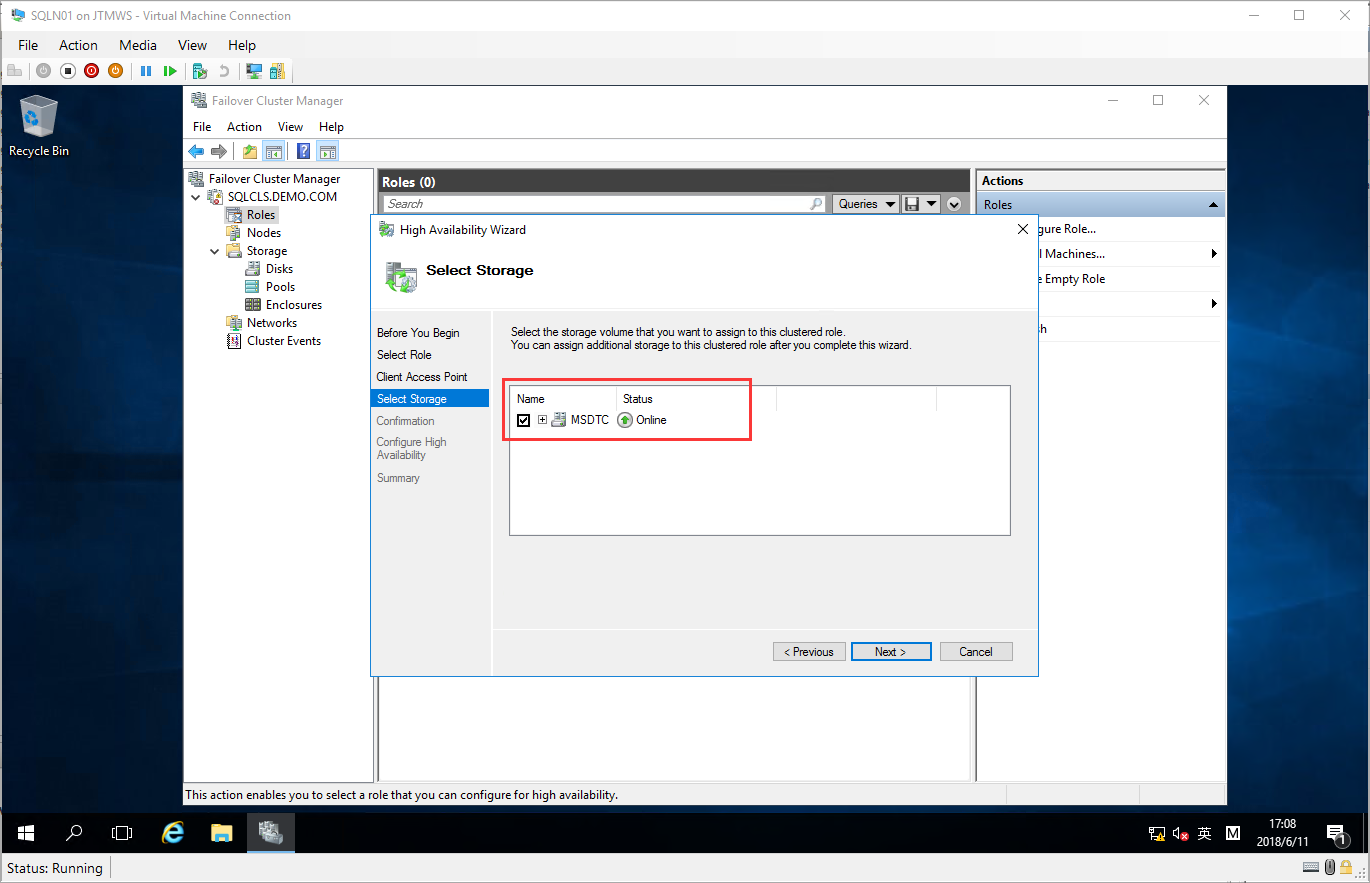 SQLN01 on JTMWS - Virtual Machine Connection
File Action Media View Help
Recycle Bin
Failover Cluster Manager
File Action View Help
Failover Cluster Manager
SQLCLS.DEMO.COM
Roles
Nodes
Storage
Disks
Pools
Enclosures
Networks
Cluster Events
Roles (0)
Search
Queries
Actions
Roles
gure Role...
l Machines...
e Empty Role
sh
High Availability Wizard
Select Storage
Before You Begin
Select Role
Client Access Point
Select Storage
Confirmation
Configure High
Availability
Summary
Select the storage volume that you want to assign to this clustered role.
You can assign additional storage to this clustered role after you complete this wizard.
Name Status
MSDTC Online
< Previous Next > Cancel
This action enables you to select a role that you can configure for high availability.
英 M
17:08
2018/6/11
1
Status: Running